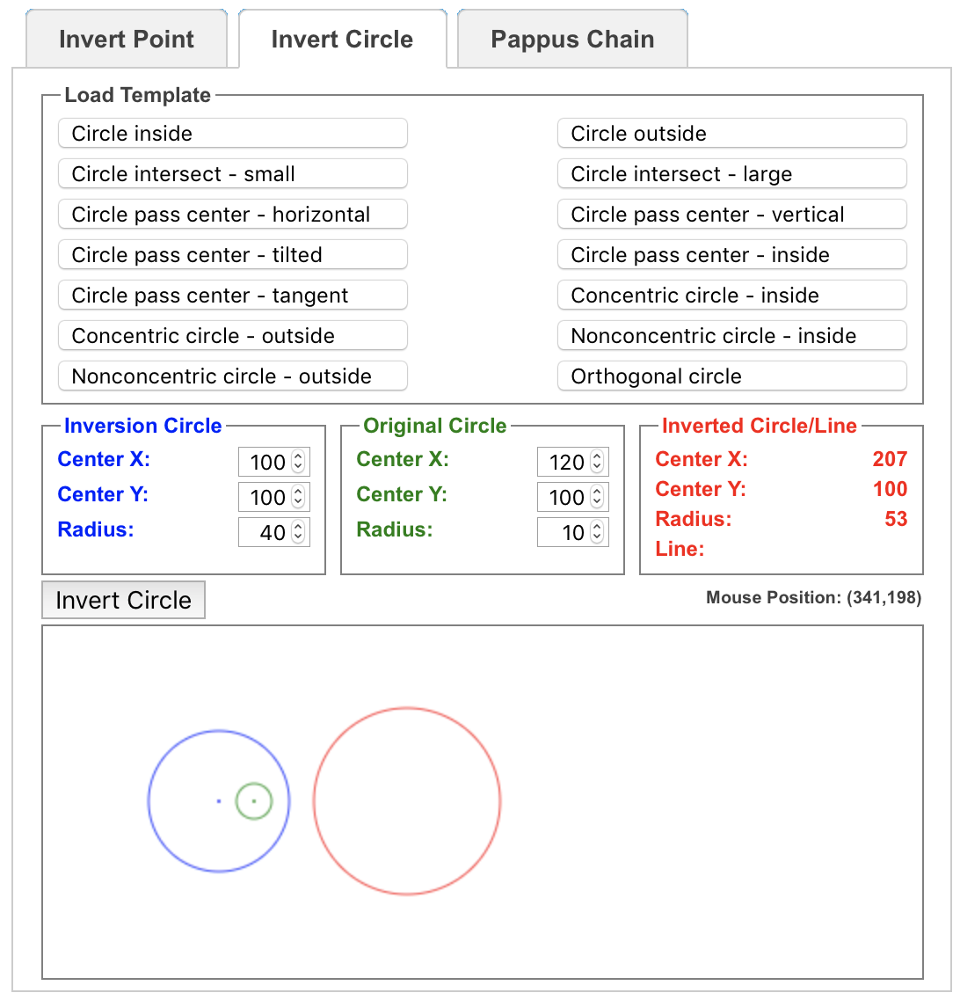 Invert Point Invert Circle Pappus Chain
Load Template
Circle inside Circle outside
Circle intersect - small Circle intersect - large
Circle pass center - horizontal Circle pass center - vertical
Circle pass center - tilted Circle pass center - inside
Circle pass center - tangent Concentric circle - inside
Concentric circle - outside Nonconcentric circle - inside
Nonconcentric circle - outside Orthogonal circle
Inversion Circle
Center X: 100
Center Y: 100
Radius: 40
Original Circle
Center X: 120
Center Y: 100
Radius: 10
Inverted Circle/Line
Center X: 207
Center Y: 100
Radius: 53
Line:
Invert Circle
Mouse Position: (341,198)